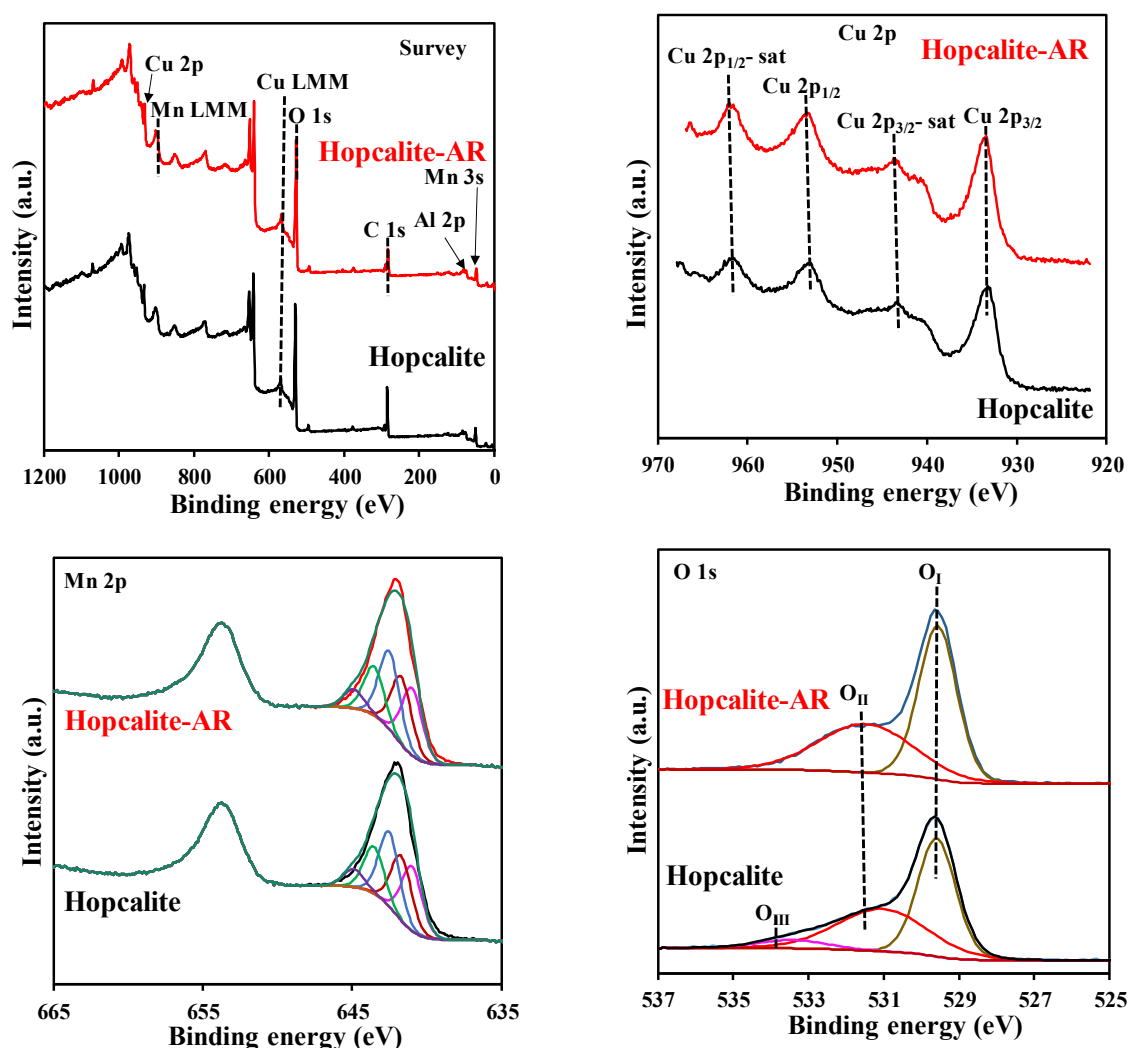 Survey
Cu 2p
Mn LMM
Cu LMM
O 1s
Hopcalite-AR
Mn 3s
Al 2p
C 1s
Hopcalite
Intensity (a.u.)
1200 1000 800 600 400 200 0
Binding energy (eV)
Cu 2p
Hopcalite-AR
Cu 2p1/2- sat
Cu 2p1/2
Cu 2p3/2- sat
Cu 2p3/2
Hopcalite
Intensity (a.u.)
970 960 950 940 930 920
Binding energy (eV)
Mn 2p
Hopcalite-AR
Hopcalite
Intensity (a.u.)
665 655 645 635
Binding energy (eV)
O 1s
OI
OII
Hopcalite-AR
Hopcalite
OIII
Intensity (a.u.)
537 535 533 531 529 527 525
Binding energy (eV)